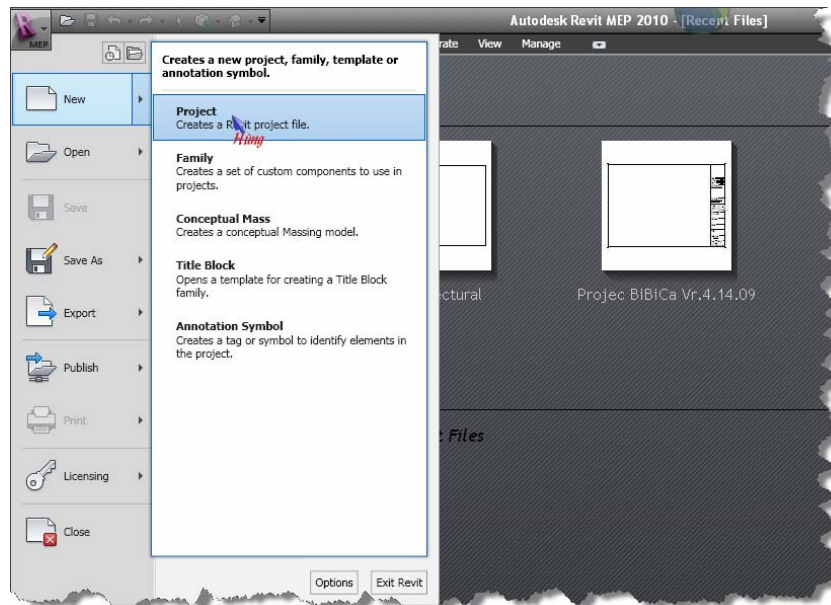 Autodesk Revit MEP 2010 - [Recent Files]
MEP
rate View Manage
Creates a new project, family, template or
annotation symbol.
New
Project
Creates a Revit project file.
Hùng
Open
Family
Creates a set of custom components to use in
projects.
Save
Conceptual Mass
Creates a conceptual Massing model.
Save As
Title Block
Opens a template for creating a Title Block
family.
ectural
Projec BiBiCa Vr.4.14.09
Export
Annotation Symbol
Creates a tag or symbol to identify elements in
the project.
Publish
Print
t Files
Licensing
Close
Options
Exit Revit